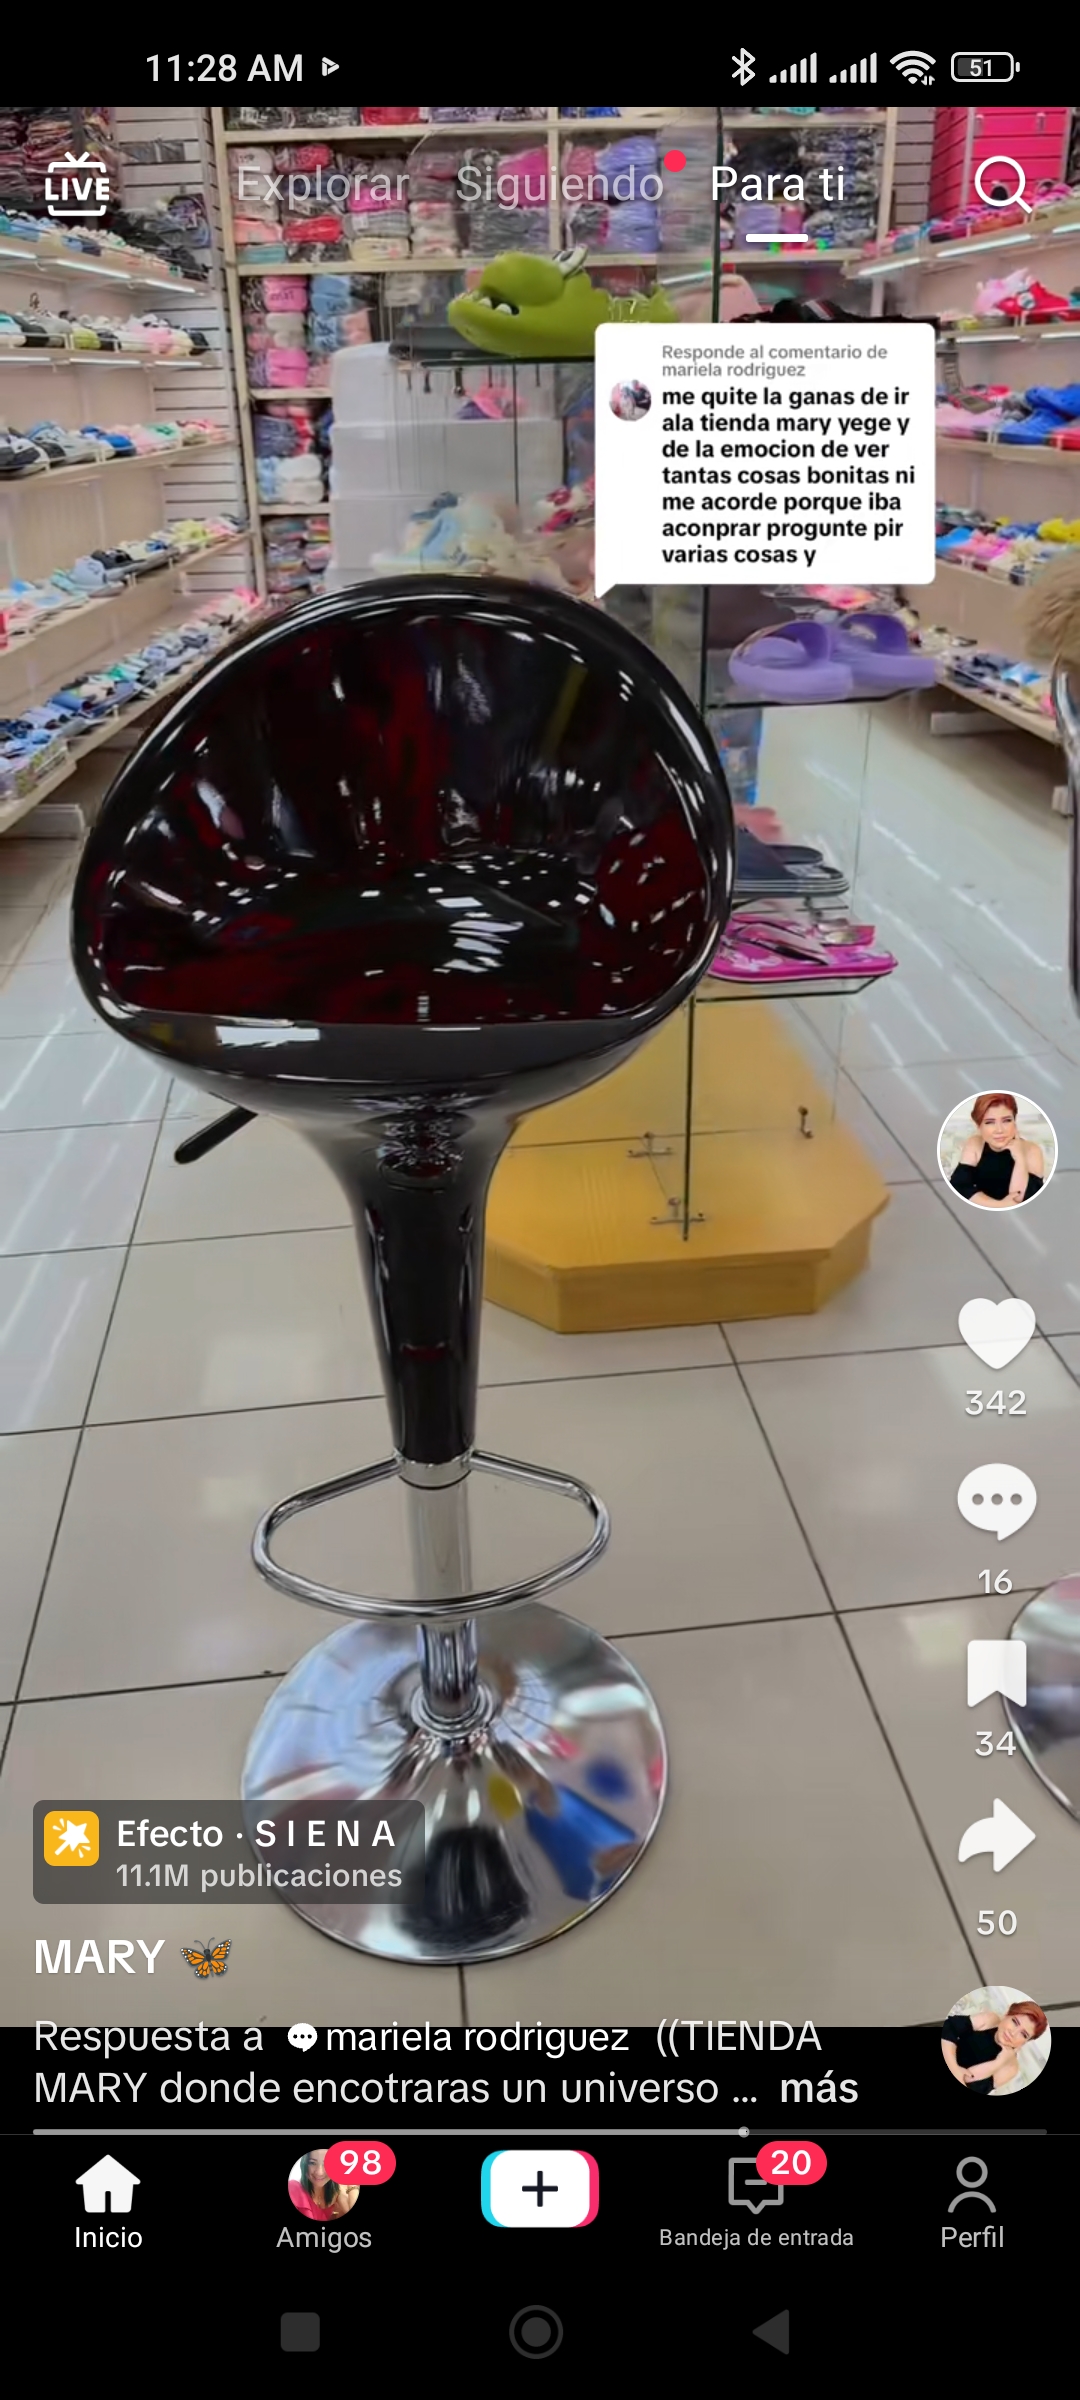 11:28 AM
51
LIVE
Explorar Siguiendo Para ti
Responde al comentario de
mariela rodriguez
me quite la ganas de ir
ala tienda mary yege y
de la emocion de ver
tantas cosas bonitas ni
me acorde porque iba
aconprar progunte pir
varias cosas y
342
16
34
50
Efecto · S I E N A
11.1M publicaciones
MARY 🦋
Respuesta a 💬 mariela rodriguez ((TIENDA
MARY donde encotraras un universo ... más
98
20
Inicio Amigos Bandeja de entrada Perfil